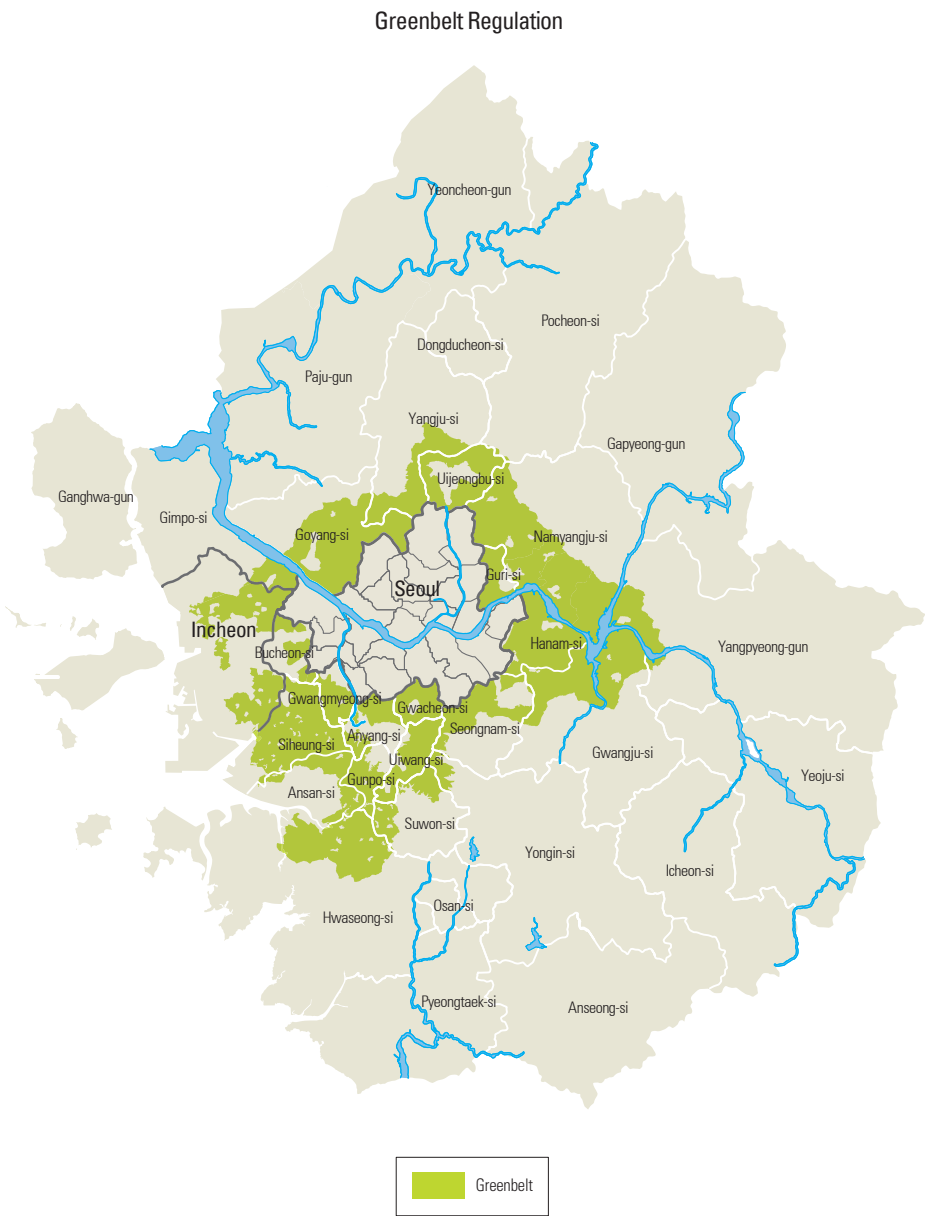 Greenbelt Regulation
Yeoncheon-gun
Pocheon-si
Dongducheon-si
Paju-gun
Yangju-si
Gapyeong-gun
Uijeongbu-si
Ganghwa-gun
Gimpo-si
Goyang-si
Namyangju-si
Guri-si
Seoul
Incheon
Hanam-si
Yangpyeong-gun
Bucheon-si
Gwangmyeong-si
Gwacheon-si
Seongnam-si
Anyang-si
Siheung-si
Uiwang-si
Gwangju-si
Gunpo-si
Yeoju-si
Ansan-si
Suwon-si
Yongin-si
Icheon-si
Osan-si
Hwaseong-si
Pyeongtaek-si
Anseong-si
Greenbelt